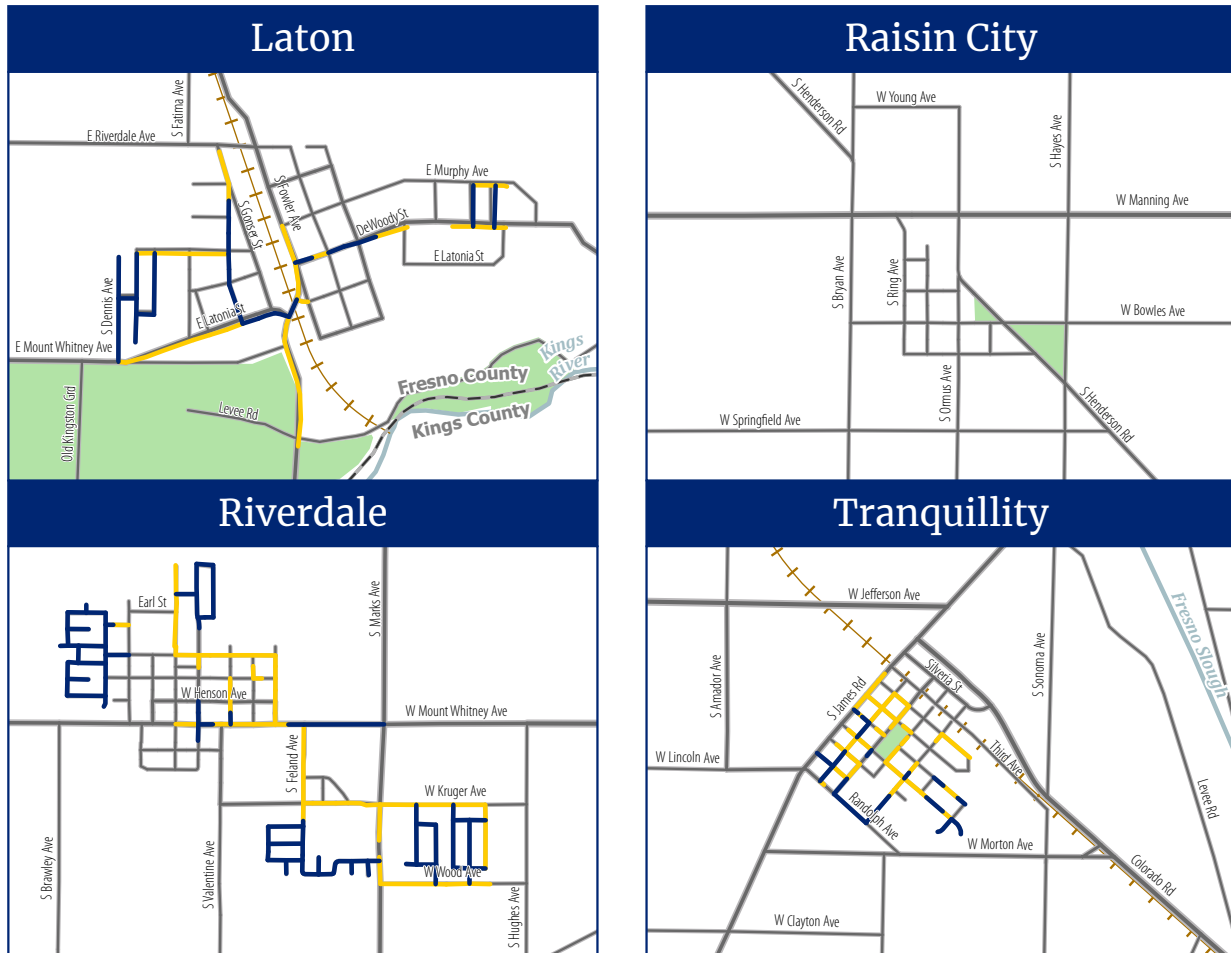 Laton
S Fatima Ave
E Riverdale Ave
S Fowler Ave
E Murphy Ave
S Gonser St
DeWoody St
E Latonia St
S Dennis Ave
E Latonia St
E Mount Whitney Ave
Kings
River
Fresno County
Kings County
Levee Rd
Old Kingston Grd
Raisin City
S Henderson Rd
W Young Ave
S Hayes Ave
W Manning Ave
S Bryan Ave
S Ring Ave
W Bowles Ave
S Ormus Ave
S Henderson Rd
W Springfield Ave
Riverdale
Earl St
S Marks Ave
W Henson Ave
W Mount Whitney Ave
S Feland Ave
W Kruger Ave
S Brawley Ave
S Valentine Ave
W Wood Ave
S Hughes Ave
Tranquillity
W Jefferson Ave
Fresno Slough
S Amador Ave
S James Rd
Silveria St
S Sonoma Ave
W Lincoln Ave
Third Ave
Levee Rd
Randolph Ave
W Morton Ave
Colorado Rd
W Clayton Ave